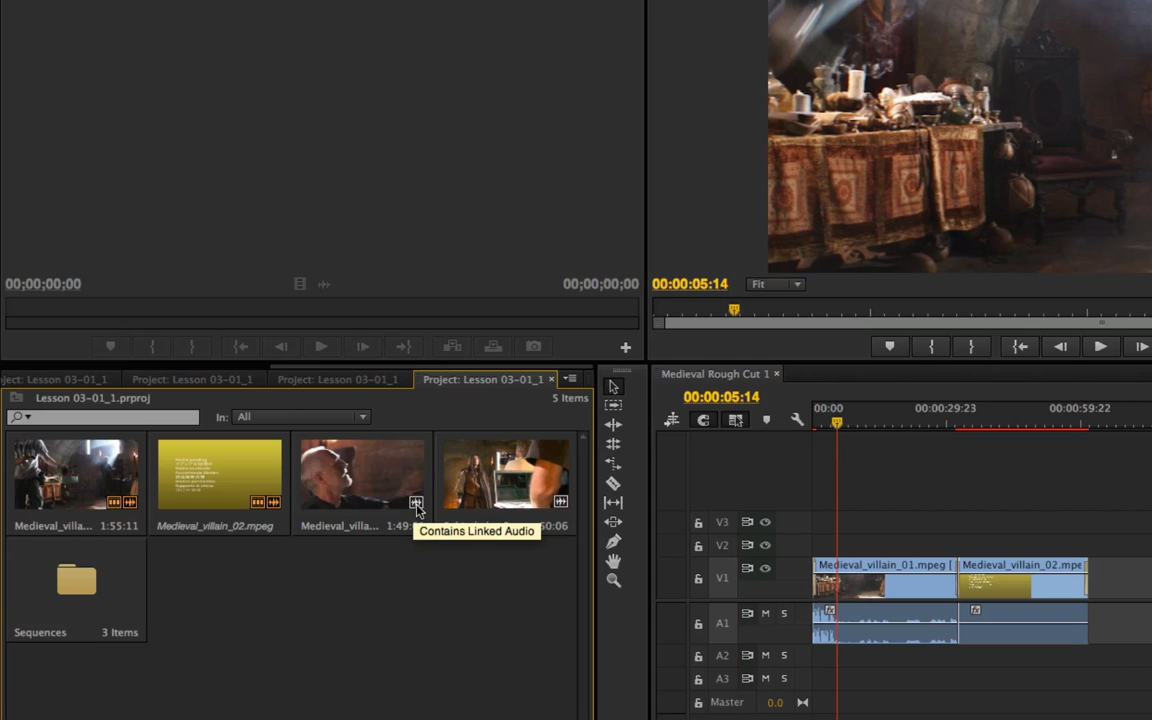 00;00;00;00
00;00;00;00
00:00:05:14
Fit
ject: Lesson 03-01_1
Project: Lesson 03-01_1
Project: Lesson 03-01_1
Project: Lesson 03-01_1 ×
Lesson 03-01_1.prproj
5 Items
In:
All
Medieval_villa...
1:55:11
Medieval_villain_02.mpeg
Medieval_villa...
1:49:
50:06
Contains Linked Audio
Sequences
3 Items
Medieval Rough Cut 1 ×
00:00:05:14
00:00
00:00:29:23
00:00:59:22
V3
V2
V1
Medieval_villain_01.mpeg [
Medieval_villain_02.mpe
A1
M
S
fx
fx
A2
M
S
A3
M
S
Master
0.0